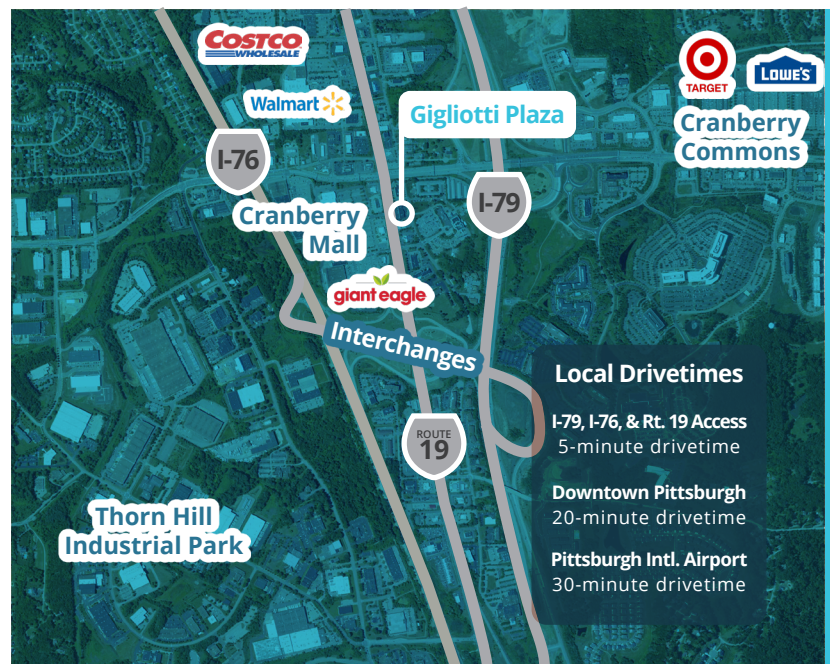 COSTCO
WHOLESALE
Walmart
TARGET
LOWE'S
Cranberry
Commons
Gigliotti Plaza
I-76
I-79
Cranberry
Mall
giant eagle
Interchanges
ROUTE
19
Local Drivetimes
I-79, I-76, & Rt. 19 Access
5-minute drivetime
Downtown Pittsburgh
20-minute drivetime
Pittsburgh Intl. Airport
30-minute drivetime
Thorn Hill
Industrial Park